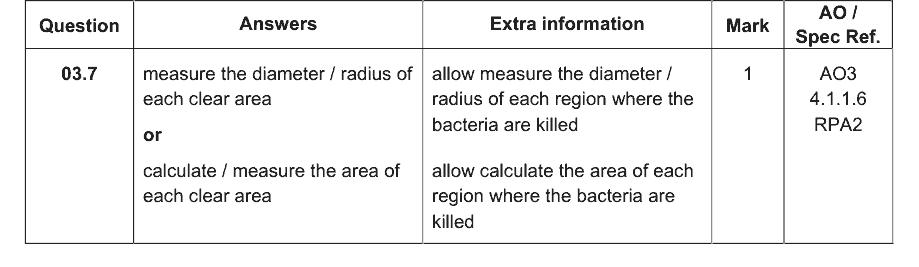 Question Answers Extra information Mark AO /
Spec Ref.
03.7 measure the diameter / radius of allow measure the diameter / 1 AO3
each clear area radius of each region where the 4.1.1.6
bacteria are killed RPA2
or
calculate / measure the area of allow calculate the area of each
each clear area region where the bacteria are
killed